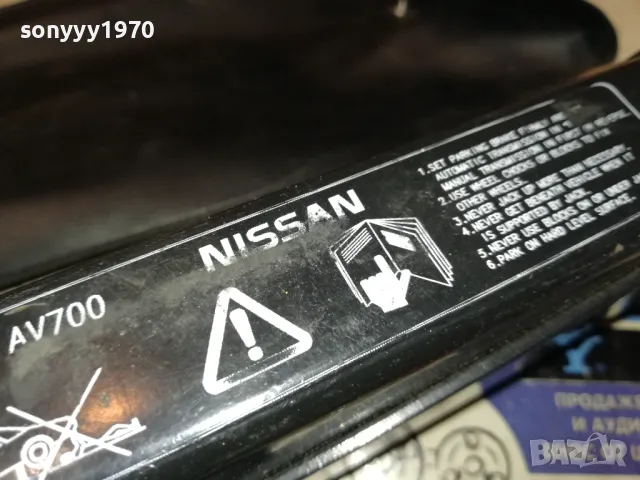 sonyyy1970
NISSAN
AV700
1.SET PARKING BRAKE FIRMLY AND
AUTOMATIC TRANSMISSION IN "P"
MANUAL TRANSMISSION IN FIRST OR REVERSE.
2.USE WHEEL CHOCKS OR BLOCKS TO FIX
OTHER WHEELS.
3.NEVER JACK UP MORE THAN NECESSARY.
4.NEVER GET BENEATH VEHICLE WHEN IT
IS SUPPORTED BY JACK.
5.NEVER USE BLOCKS ON OR UNDER
6.PARK ON HARD LEVEL SURFACE.
ПРОДАЖБ
И АУДИ
BAZAR